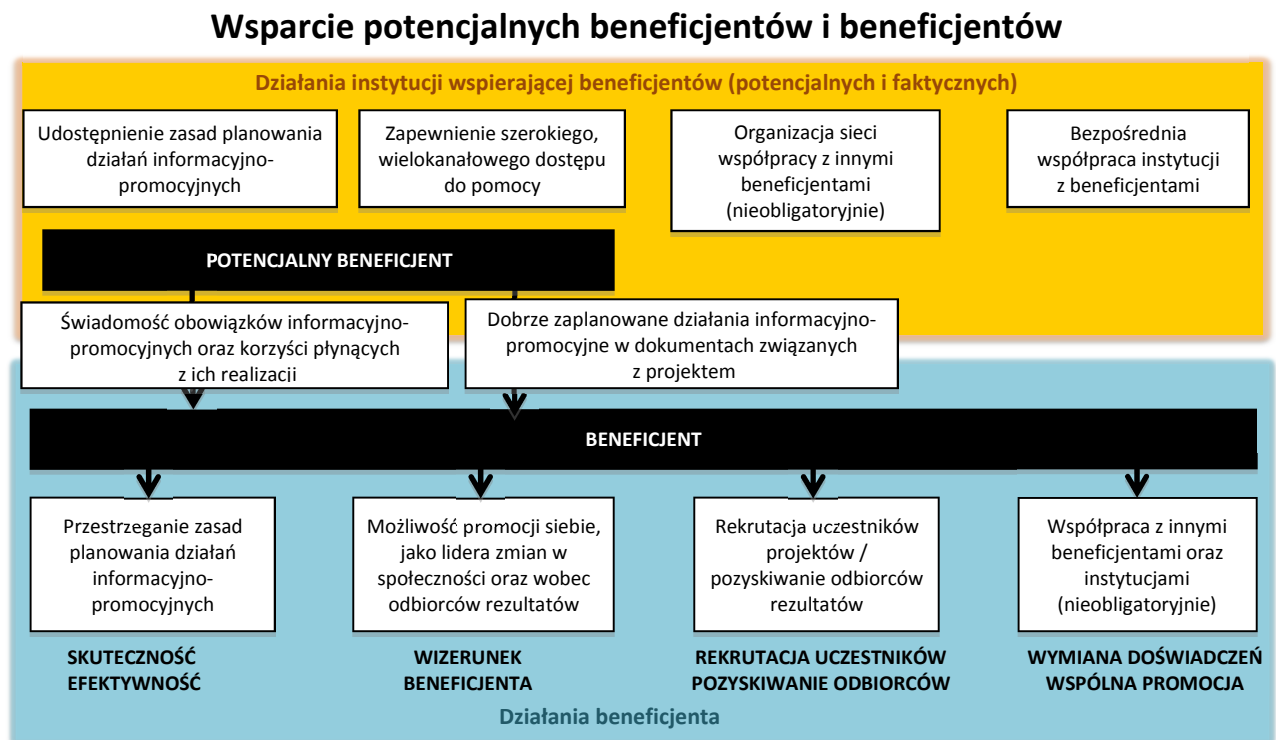 Wsparcie potencjalnych beneficjentów i beneficjentów
Działania instytucji wspierającej beneficjentów (potencjalnych i faktycznych)
Udostępnienie zasad planowania
działań informacyjno-
promocyjnych
Zapewnienie szerokiego,
wielokanałowego dostępu
do pomocy
Organizacja sieci
współpracy z innymi
beneficjentami
(nieobligatoryjnie)
Bezpośrednia
współpraca instytucji
z beneficjentami
POTENCJALNY BENEFICJENT
Świadomość obowiązków informacyjno-
promocyjnych oraz korzyści płynących
z ich realizacji
Dobrze zaplanowane działania informacyjno-
promocyjne w dokumentach związanych
z projektem
BENEFICJENT
Przestrzeganie zasad
planowania działań
informacyjno-
promocyjnych
Możliwość promocji siebie,
jako lidera zmian w
społeczności oraz wobec
odbiorców rezultatów
Rekrutacja uczestników
projektów /
pozyskiwanie odbiorców
rezultatów
Współpraca z innymi
beneficjentami oraz
instytucjami
(nieobligatoryjnie)
SKUTECZNOŚĆ
EFEKTYWNOŚĆ
WIZERUNEK
BENEFICJENTA
REKRUTACJA UCZESTNIKÓW
POZYSKIWANIE ODBIORCÓW
WYMIANA DOŚWIADCZEŃ
WSPÓLNA PROMOCJA
Działania beneficjenta